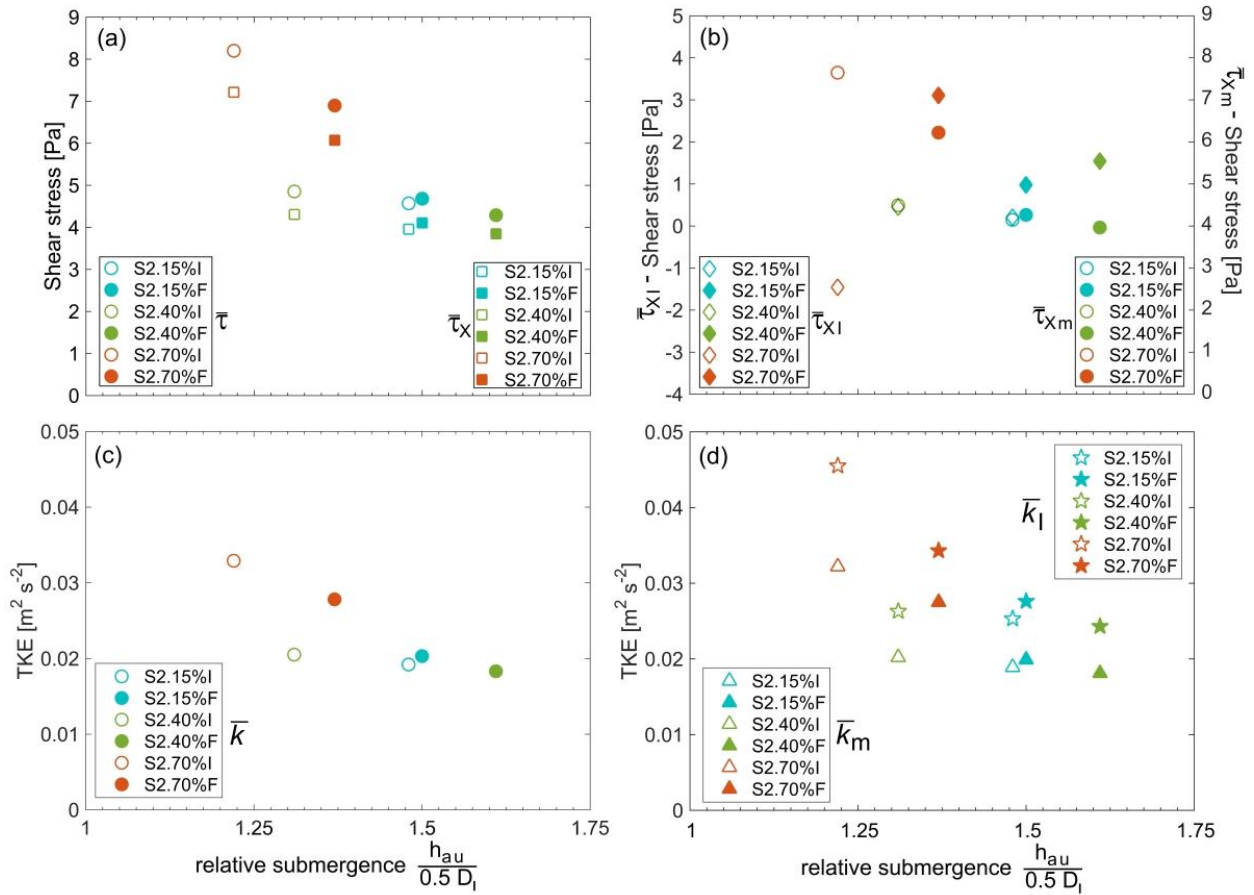 (a)
Shear stress [Pa]
9
8
7
6
5
4
3
2
1
0
S2.15%I
S2.15%F
S2.40%I
S2.40%F
S2.70%I
S2.70%F
τ̿
S2.15%I
S2.15%F
S2.40%I
S2.40%F
S2.70%I
S2.70%F
τ̿X
(b)
τ̿XI - Shear stress [Pa]
5
4
3
2
1
0
-1
-2
-3
-4
S2.15%I
S2.15%F
S2.40%I
S2.40%F
S2.70%I
S2.70%F
τ̿XI
S2.15%I
S2.15%F
S2.40%I
S2.40%F
S2.70%I
S2.70%F
τ̿Xm
9
8
7
6
5
4
3
2
1
0
τ̿Xm - Shear stress
[Pa]
(c)
TKE [m² s⁻²]
0.05
0.04
0.03
0.02
0.01
0
S2.15%I
S2.15%F
S2.40%I
S2.40%F
S2.70%I
S2.70%F
k̅
1
1.25
1.5
1.75
relative submergence hau
0.5 DI
(d)
TKE [m² s⁻²]
0.05
0.04
0.03
0.02
0.01
0
S2.15%I
S2.15%F
S2.40%I
S2.40%F
S2.70%I
S2.70%F
k̅I
S2.15%I
S2.15%F
S2.40%I
S2.40%F
S2.70%I
S2.70%F
k̅m
1
1.25
1.5
1.75
relative submergence hau
0.5 DI